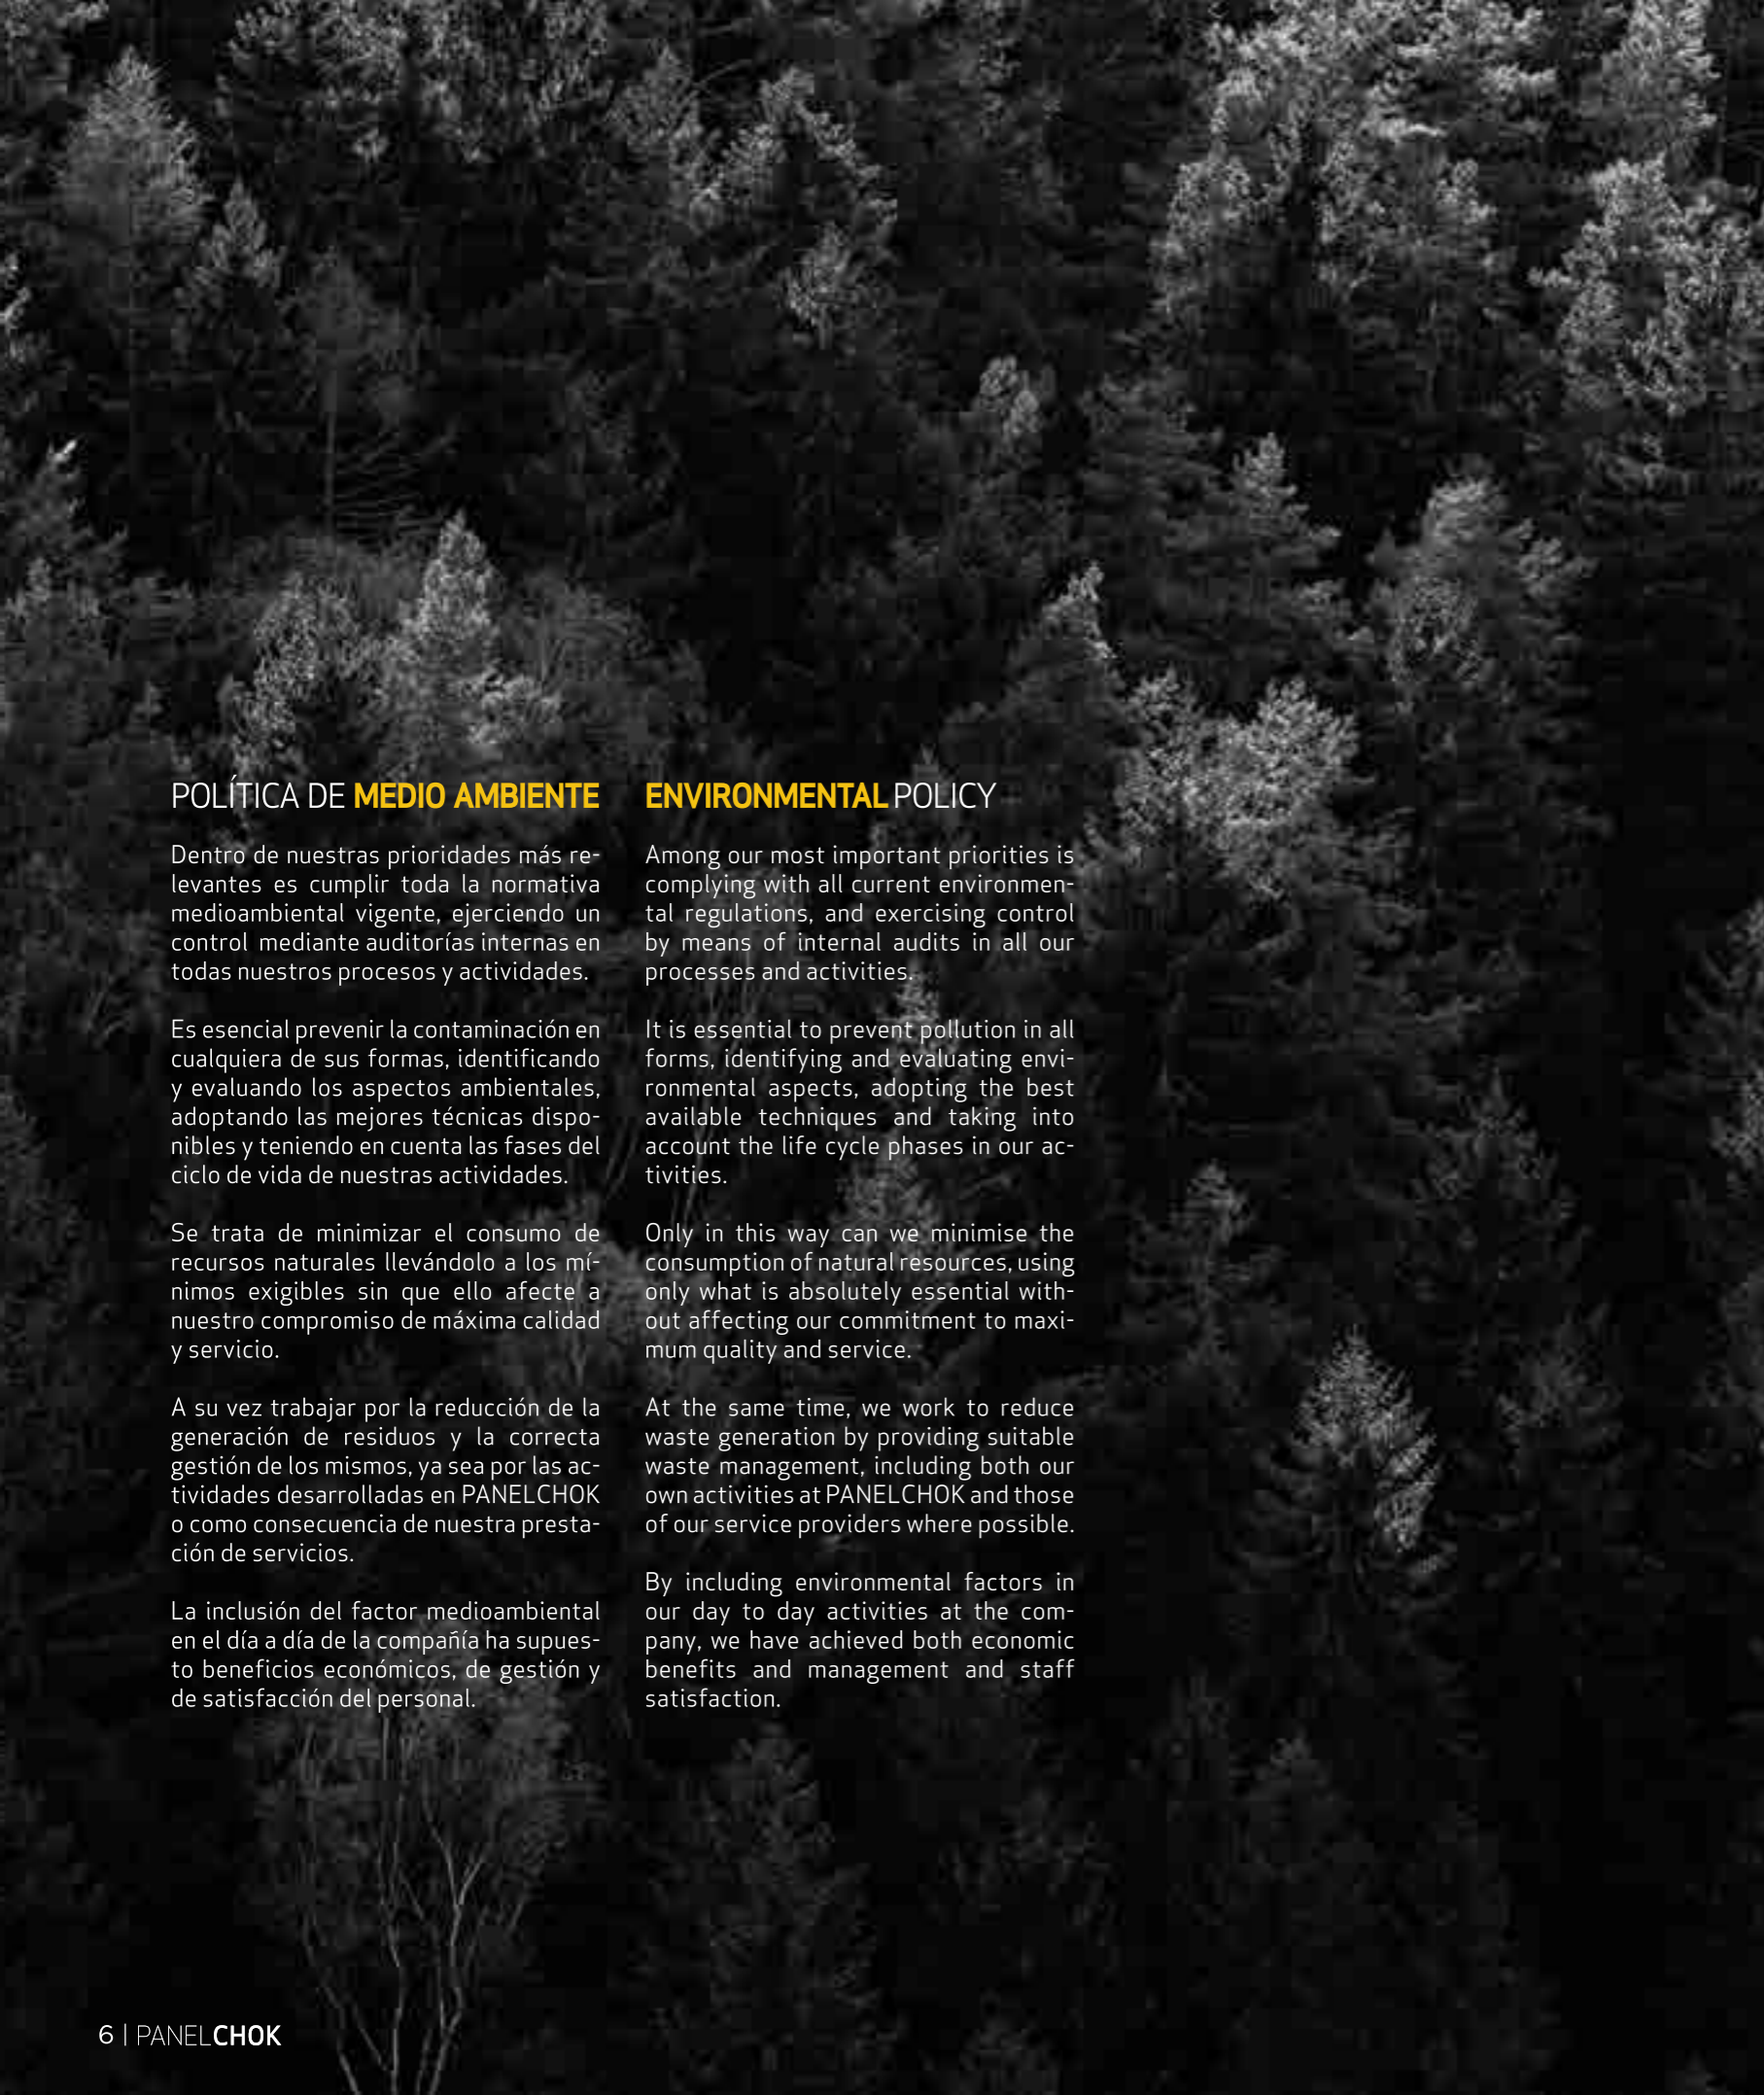 POLÍTICA DE MEDIO AMBIENTE
Dentro de nuestras prioridades más re-
levantes es cumplir toda la normativa
medioambiental vigente, ejerciendo un
control mediante auditorías internas en
todas nuestros procesos y actividades.
Es esencial prevenir la contaminación en
cualquiera de sus formas, identificando
y evaluando los aspectos ambientales,
adoptando las mejores técnicas dispo-
nibles y teniendo en cuenta las fases del
ciclo de vida de nuestras actividades.
Se trata de minimizar el consumo de
recursos naturales llevándolo a los mí-
nimos exigibles sin que ello afecte a
nuestro compromiso de máxima calidad
y servicio.
A su vez trabajar por la reducción de la
generación de residuos y la correcta
gestión de los mismos, ya sea por las ac-
tividades desarrolladas en PANELCHOK
o como consecuencia de nuestra presta-
ción de servicios.
La inclusión del factor medioambiental
en el día a día de la compañía ha supues-
to beneficios económicos, de gestión y
de satisfacción del personal.
ENVIRONMENTAL POLICY
Among our most important priorities is
complying with all current environmen-
tal regulations, and exercising control
by means of internal audits in all our
processes and activities.
It is essential to prevent pollution in all
forms, identifying and evaluating envi-
ronmental aspects, adopting the best
available techniques and taking into
account the life cycle phases in our ac-
tivities.
Only in this way can we minimise the
consumption of natural resources, using
only what is absolutely essential with-
out affecting our commitment to maxi-
mum quality and service.
At the same time, we work to reduce
waste generation by providing suitable
waste management, including both our
own activities at PANELCHOK and those
of our service providers where possible.
By including environmental factors in
our day to day activities at the com-
pany, we have achieved both economic
benefits and management and staff
satisfaction.
6 | PANELCHOK